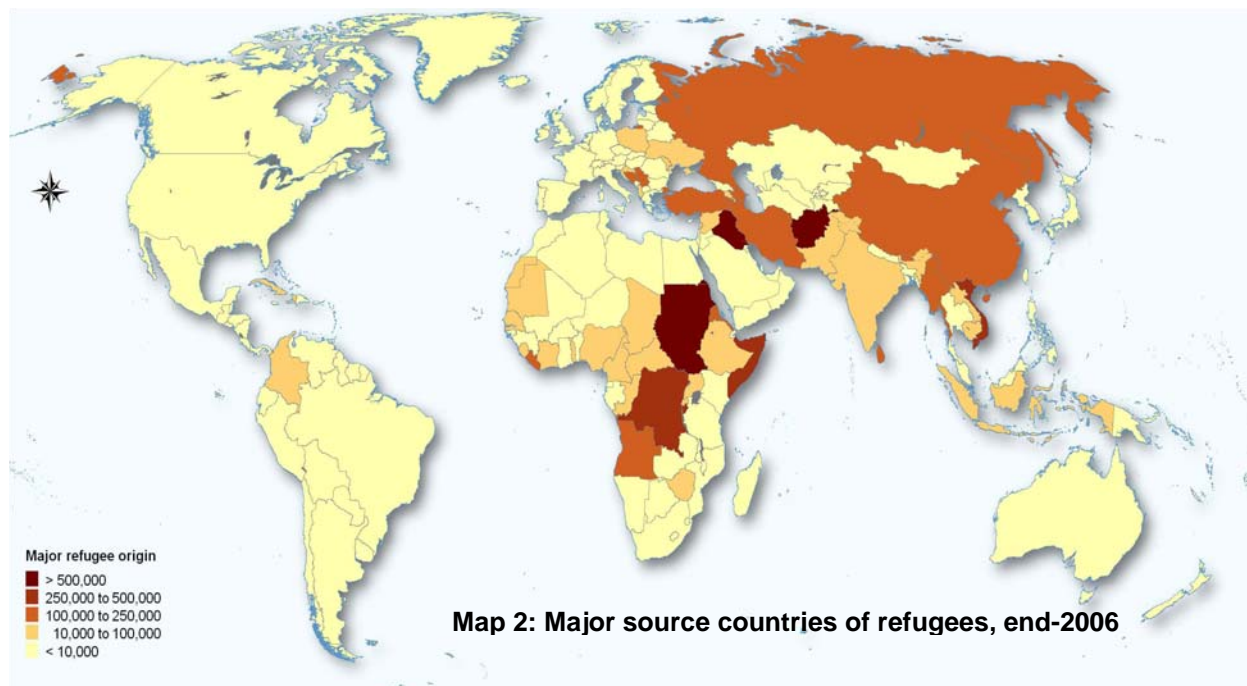 Major refugee origin
> 500,000
250,000 to 500,000
100,000 to 250,000
10,000 to 100,000
< 10,000
Map 2: Major source countries of refugees, end-2006